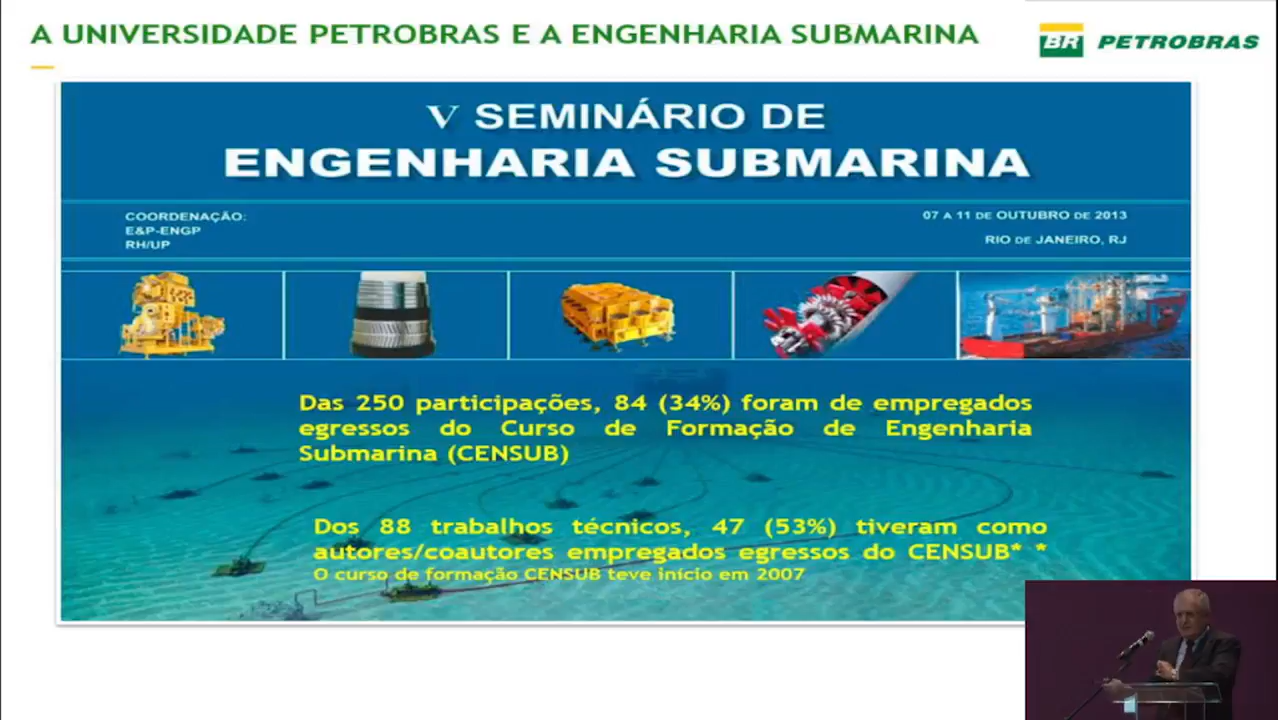 A UNIVERSIDADE PETROBRAS E A ENGENHARIA SUBMARINA
BR PETROBRAS
V SEMINÁRIO DE
ENGENHARIA SUBMARINA
COORDENAÇÃO:
E&P-ENGP
RH/UP
07 A 11 DE OUTUBRO DE 2013
RIO DE JANEIRO, RJ
Das 250 participações, 84 (34%) foram de empregados
egressos do Curso de Formação de Engenharia
Submarina (CENSUB)
Dos 88 trabalhos técnicos, 47 (53%) tiveram como
autores/coautores empregados egressos do CENSUB* *
O curso de formação CENSUB teve início em 2007